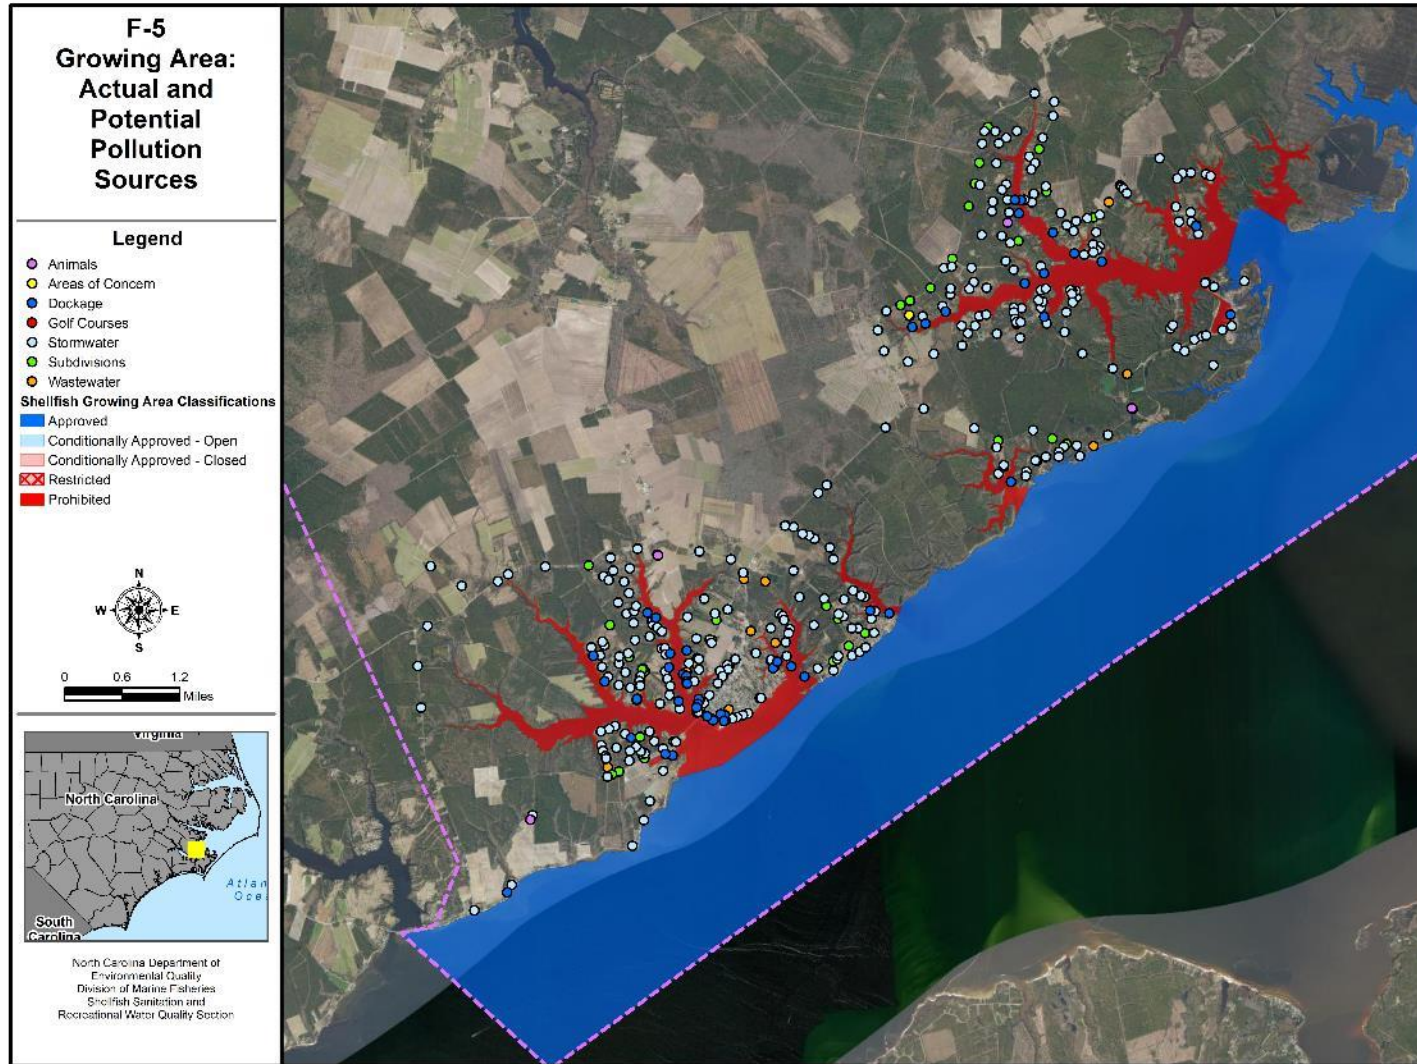 F-5
Growing Area:
Actual and
Potential
Pollution
Sources
Legend
Animals
Areas of Concern
Dockage
Golf Courses
Stormwater
Subdivisions
Wastewater
Shellfish Growing Area Classifications
Approved
Conditionally Approved - Open
Conditionally Approved - Closed
Restricted
Prohibited
N
W E
S
0 0.6 1.2
Miles
Virginia
North Carolina
Atlan
Ocea
South
Carolina
North Carolina Department of
Environmental Quality
Division of Marine Fisheries
Shellfish Sanitation and
Recreational Water Quality Section